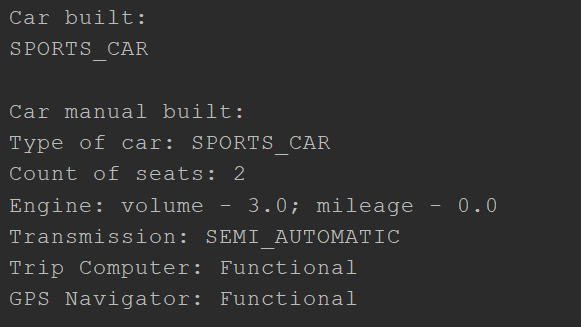 Car built:
SPORTS_CAR
Car manual built:
Type of car: SPORTS_CAR
Count of seats: 2
Engine: volume - 3.0; mileage - 0.0
Transmission: SEMI_AUTOMATIC
Trip Computer: Functional
GPS Navigator: Functional